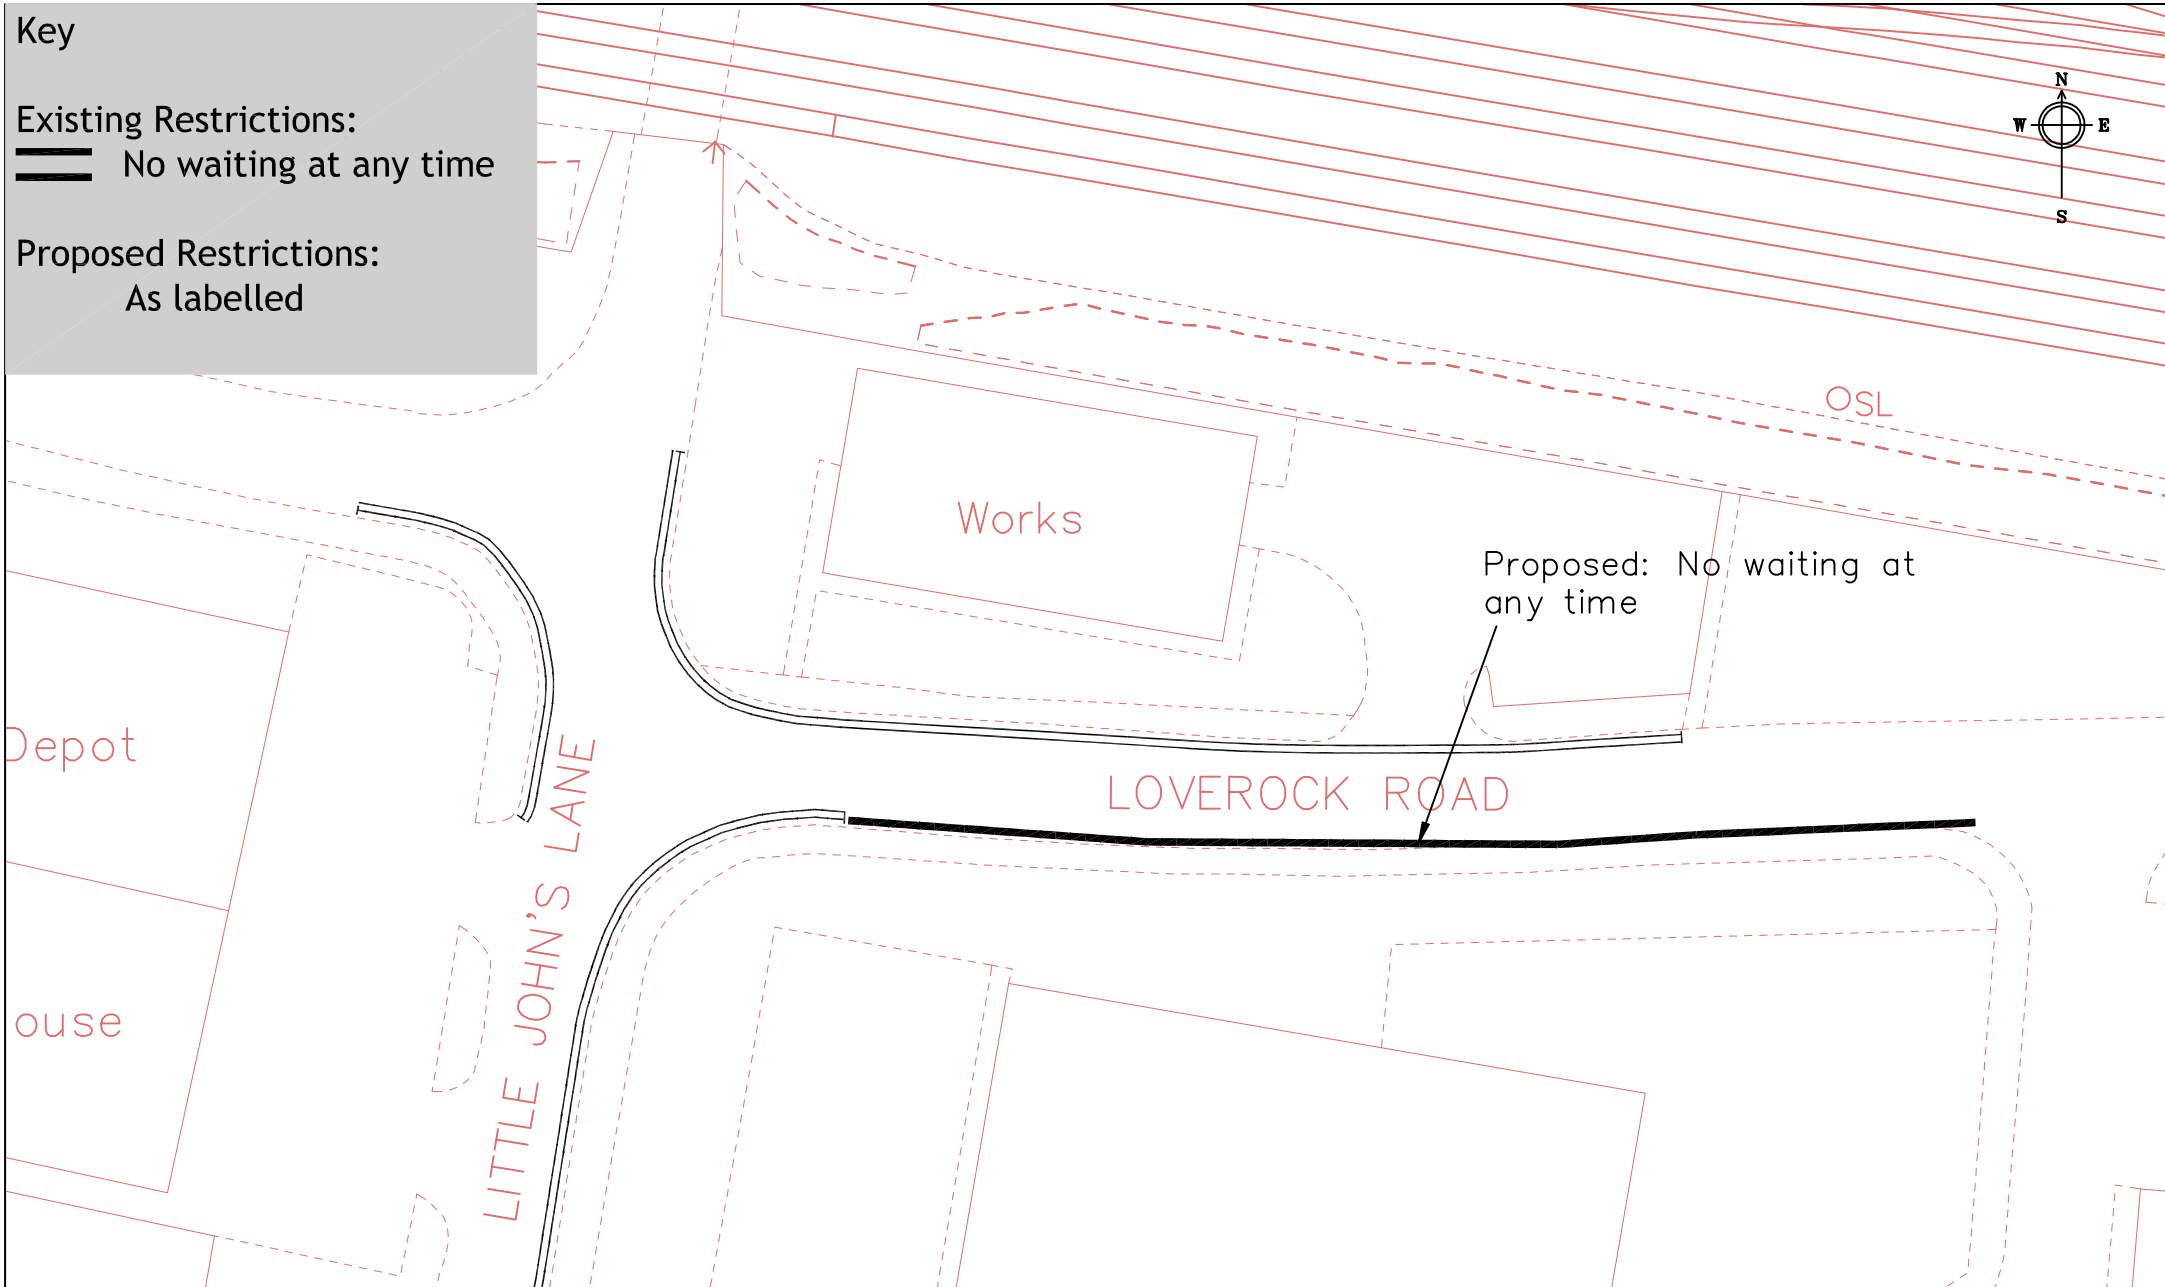 Key
Existing Restrictions:
No waiting at any time
Proposed Restrictions:
As labelled
N
W E
S
SL
Works
Proposed: No waiting at
any time
Depot
LOVEROCK ROAD
LITTLE JOHN'S LANE
ouse